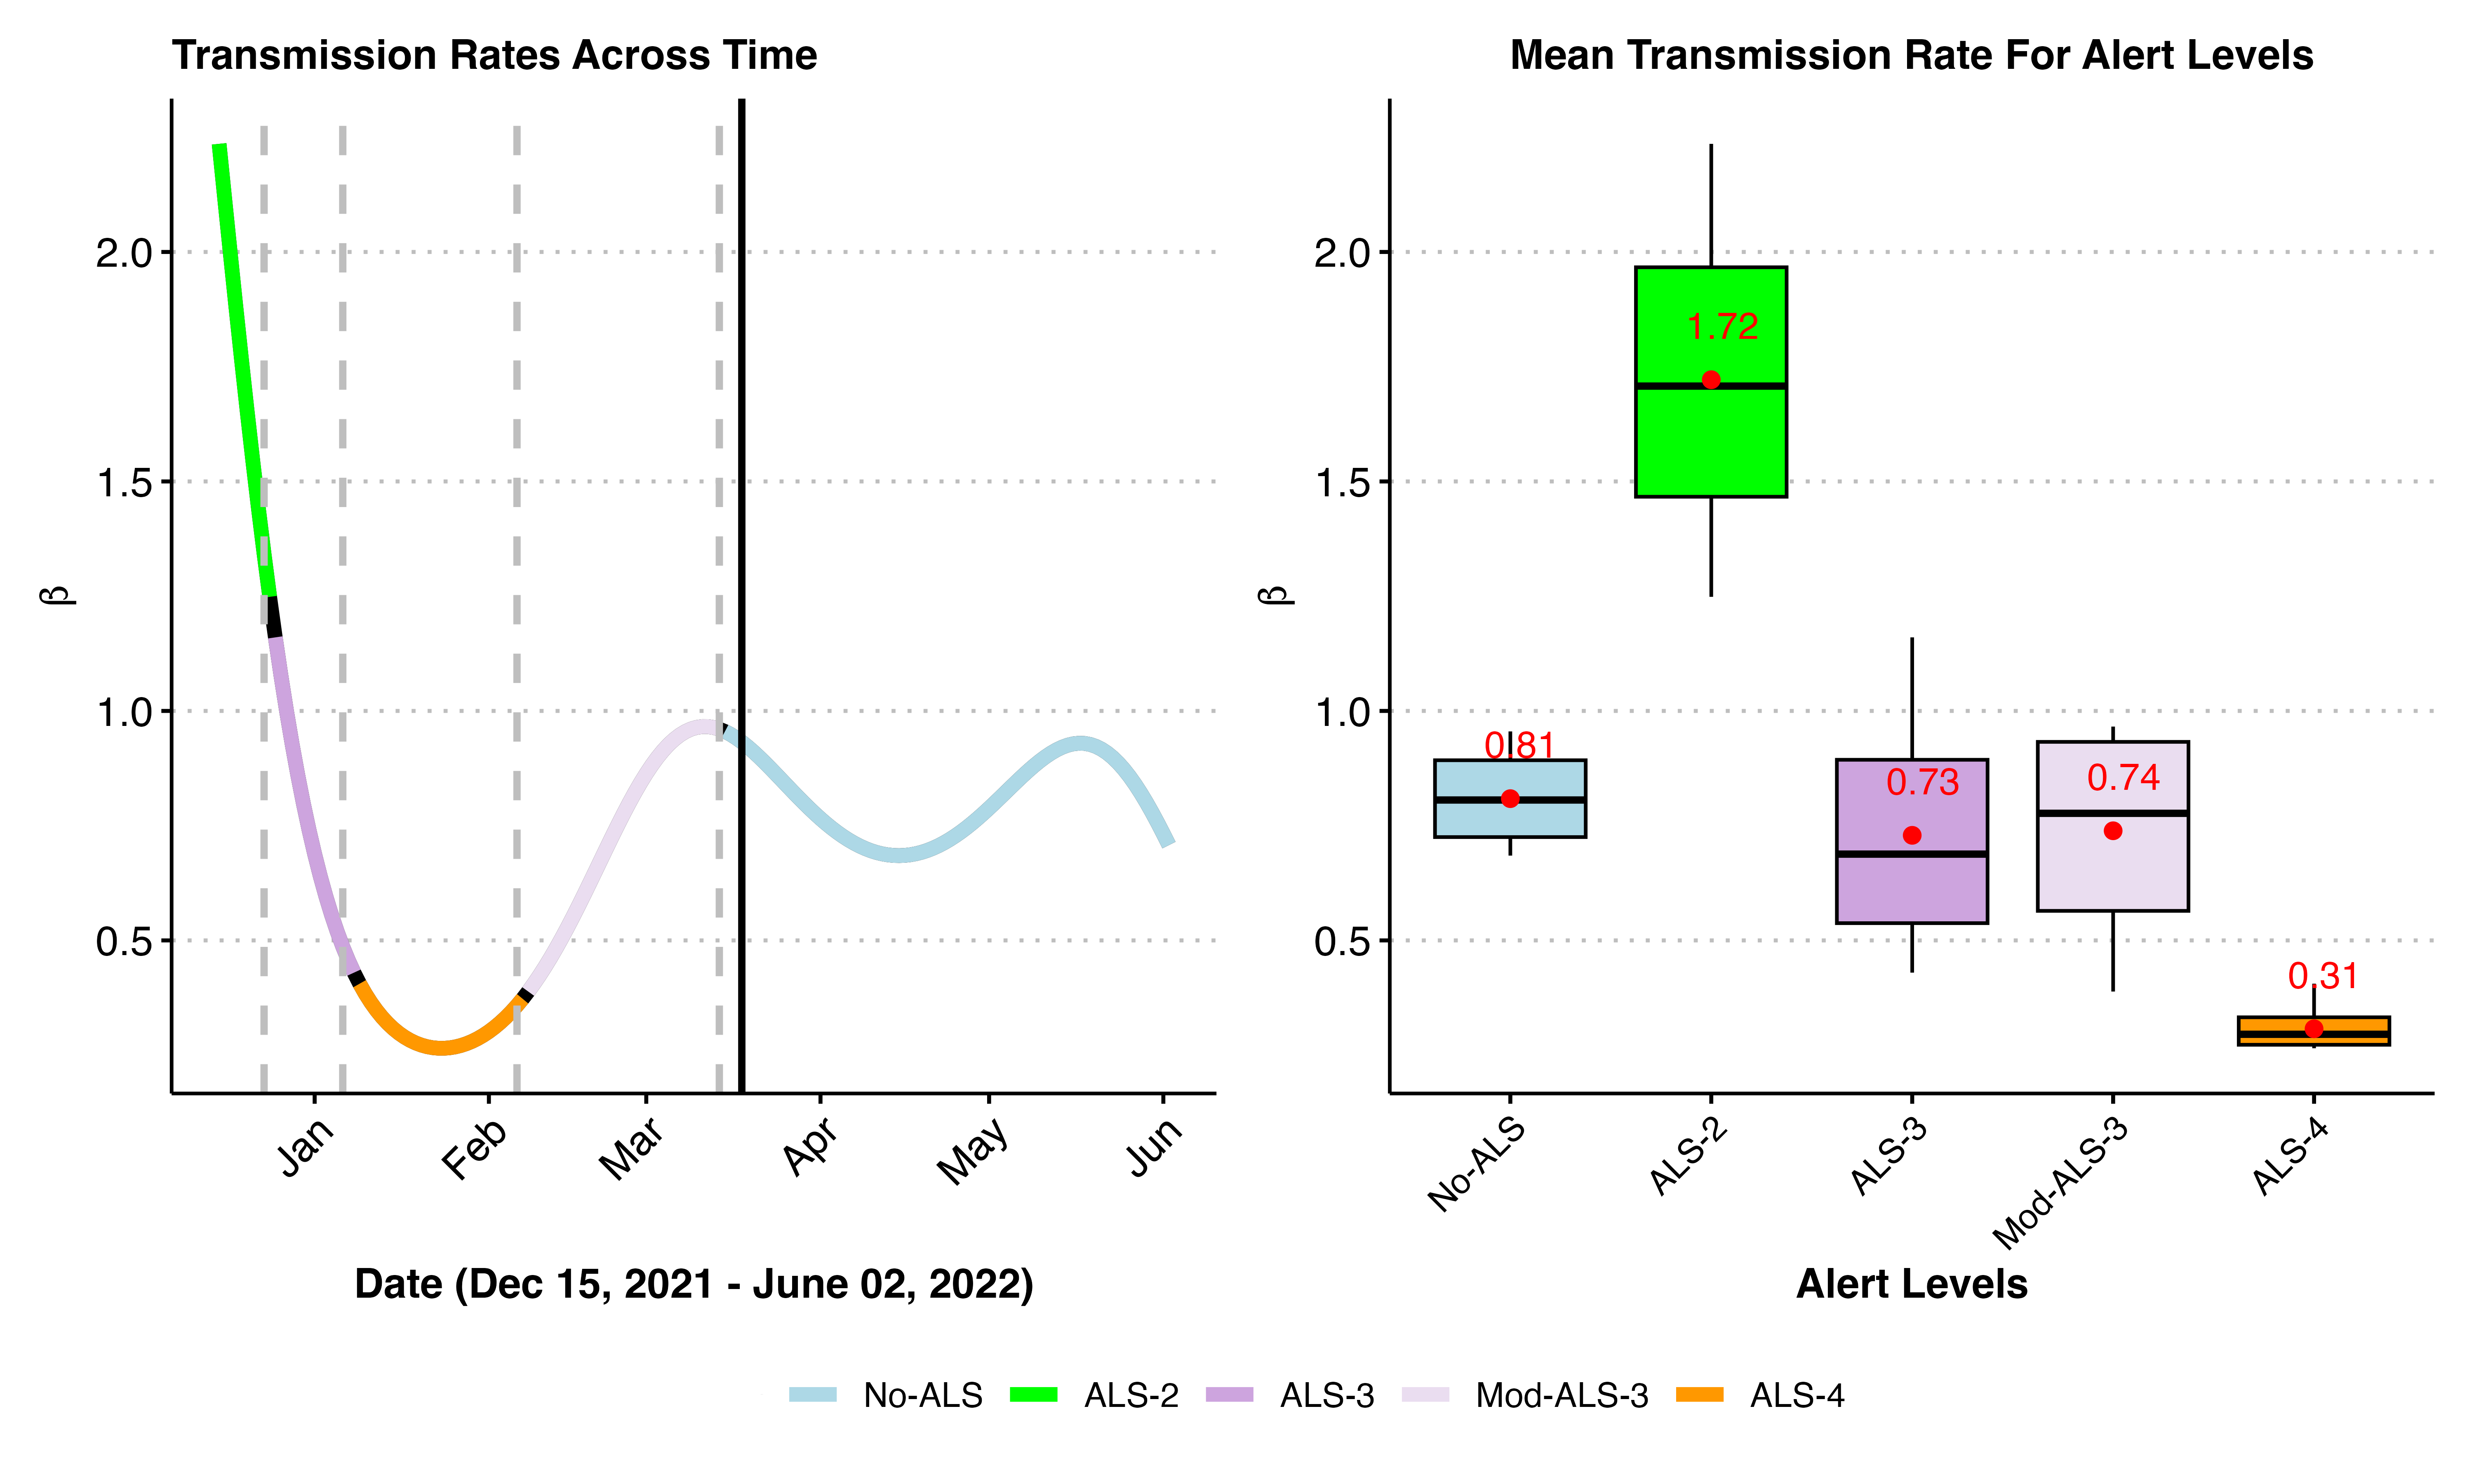 Transmission Rates Across Time
β
2.0
1.5
1.0
0.5
Jan
Feb
Mar
Apr
May
Jun
Date (Dec 15, 2021 - June 02, 2022)
Mean Transmission Rate For Alert Levels
β
2.0
1.5
1.0
0.5
0.81
1.72
0.73
0.74
0.31
No-ALS
ALS-2
ALS-3
Mod-ALS-3
ALS-4
Alert Levels
No-ALS ALS-2 ALS-3 Mod-ALS-3 ALS-4